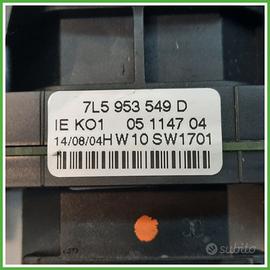 7L5 953 549 D
IE KO1 05 1147 04
14/08/04H W10 SW1701
subito